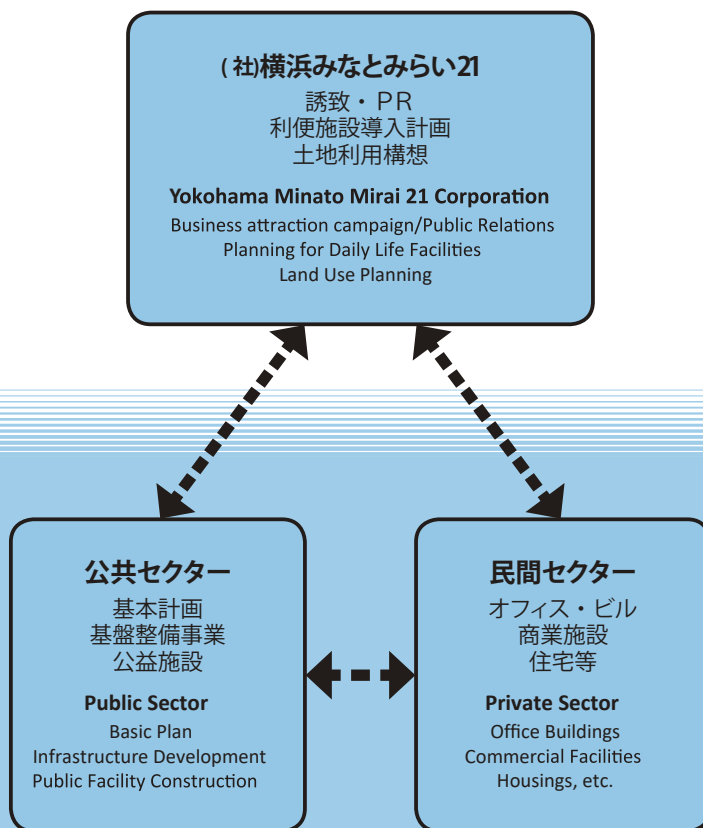 (社)横浜みなとみらい21
誘致・PR
利便施設導入計画
土地利用構想
Yokohama Minato Mirai 21 Corporation
Business attraction campaign/Public Relations
Planning for Daily Life Facilities
Land Use Planning
公共セクター
基本計画
基盤整備事業
公益施設
Public Sector
Basic Plan
Infrastructure Development
Public Facility Construction
民間セクター
オフィス・ビル
商業施設
住宅等
Private Sector
Office Buildings
Commercial Facilities
Housings, etc.